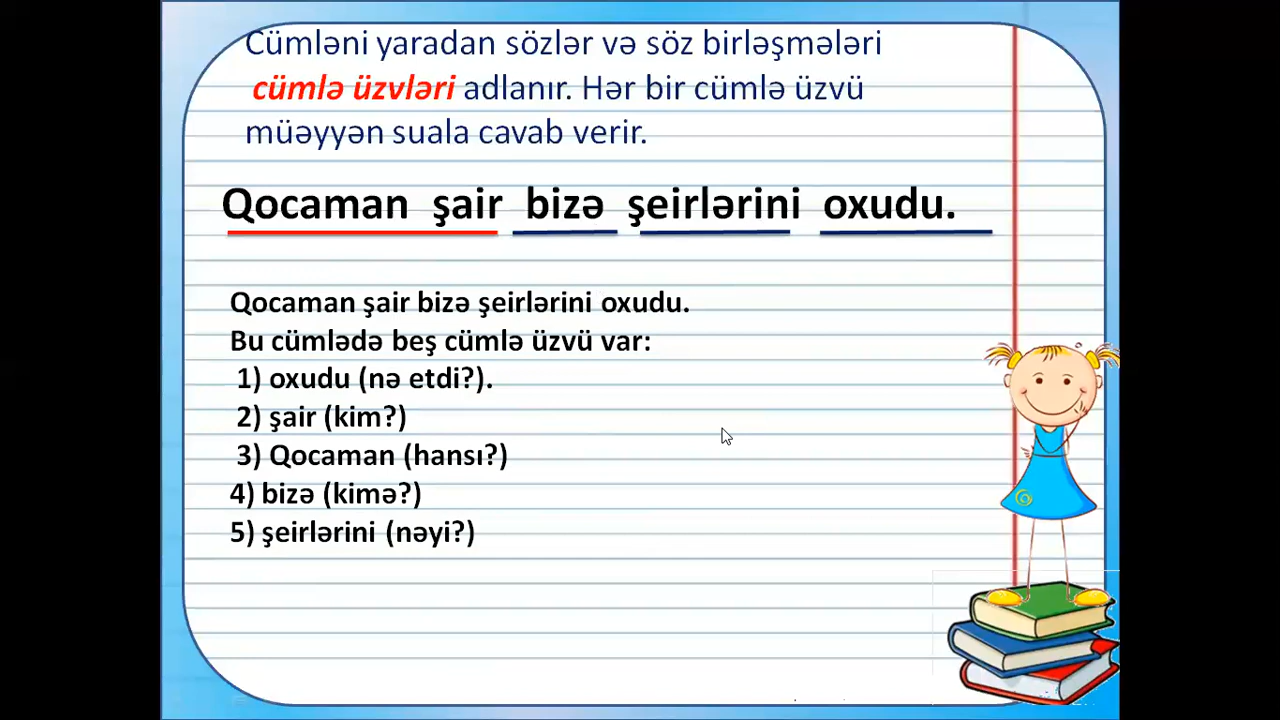 Cümləni yaradan sözlər və söz birləşmələri
cümlə üzvləri adlanır. Hər bir cümlə üzvü
müəyyən suala cavab verir.
Qocaman şair bizə şeirlərini oxudu.
Qocaman şair bizə şeirlərini oxudu.
Bu cümlədə beş cümlə üzvü var:
1) oxudu (nə etdi?).
2) şair (kim?)
3) Qocaman (hansı?)
4) bizə (kimə?)
5) şeirlərini (nəyi?)